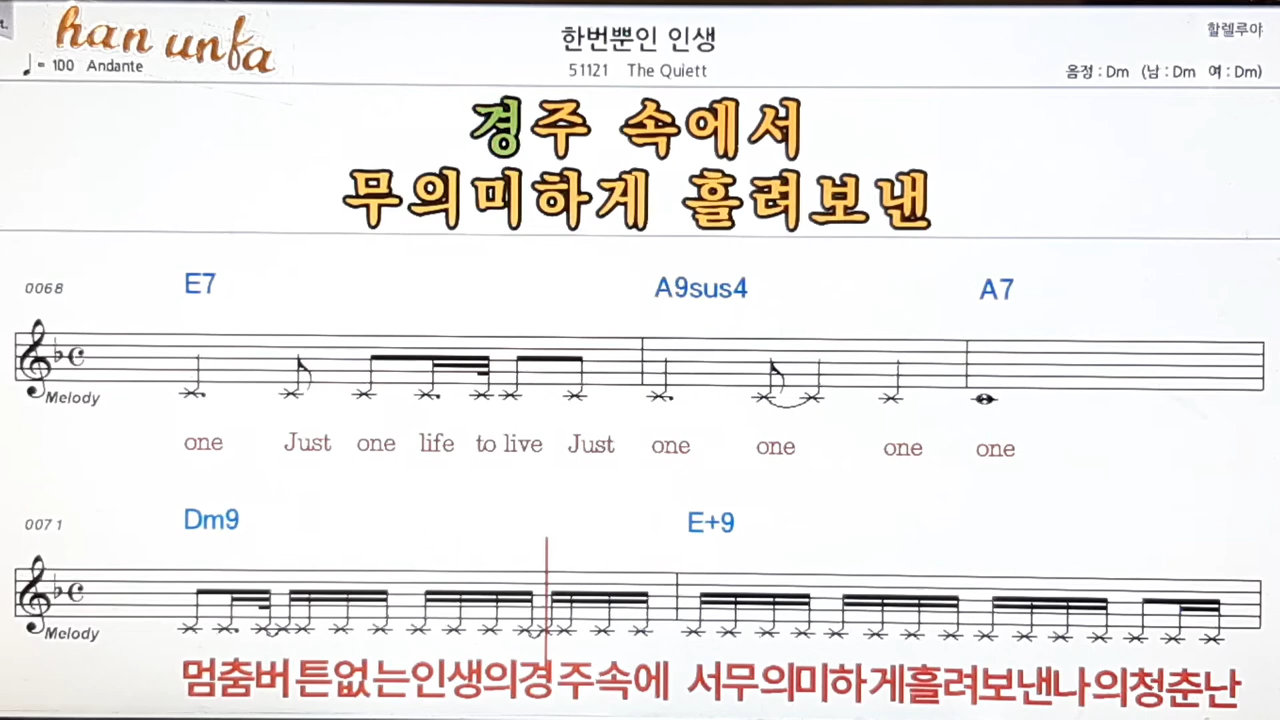 han unfa
♩ = 100 Andante
한번뿐인 인생
51121 The Quiett
할렐루야
음정 : Dm (남 : Dm 여 : Dm)
경주 속에서
무의미하게 흘려보낸
0068
E7 A9sus4 A7
Melody
one Just one life to live Just one one one one
0071
Dm9 E+9
Melody
멈춤버튼없는인생의경주속에 서무의미하게흘려보낸나의청춘난